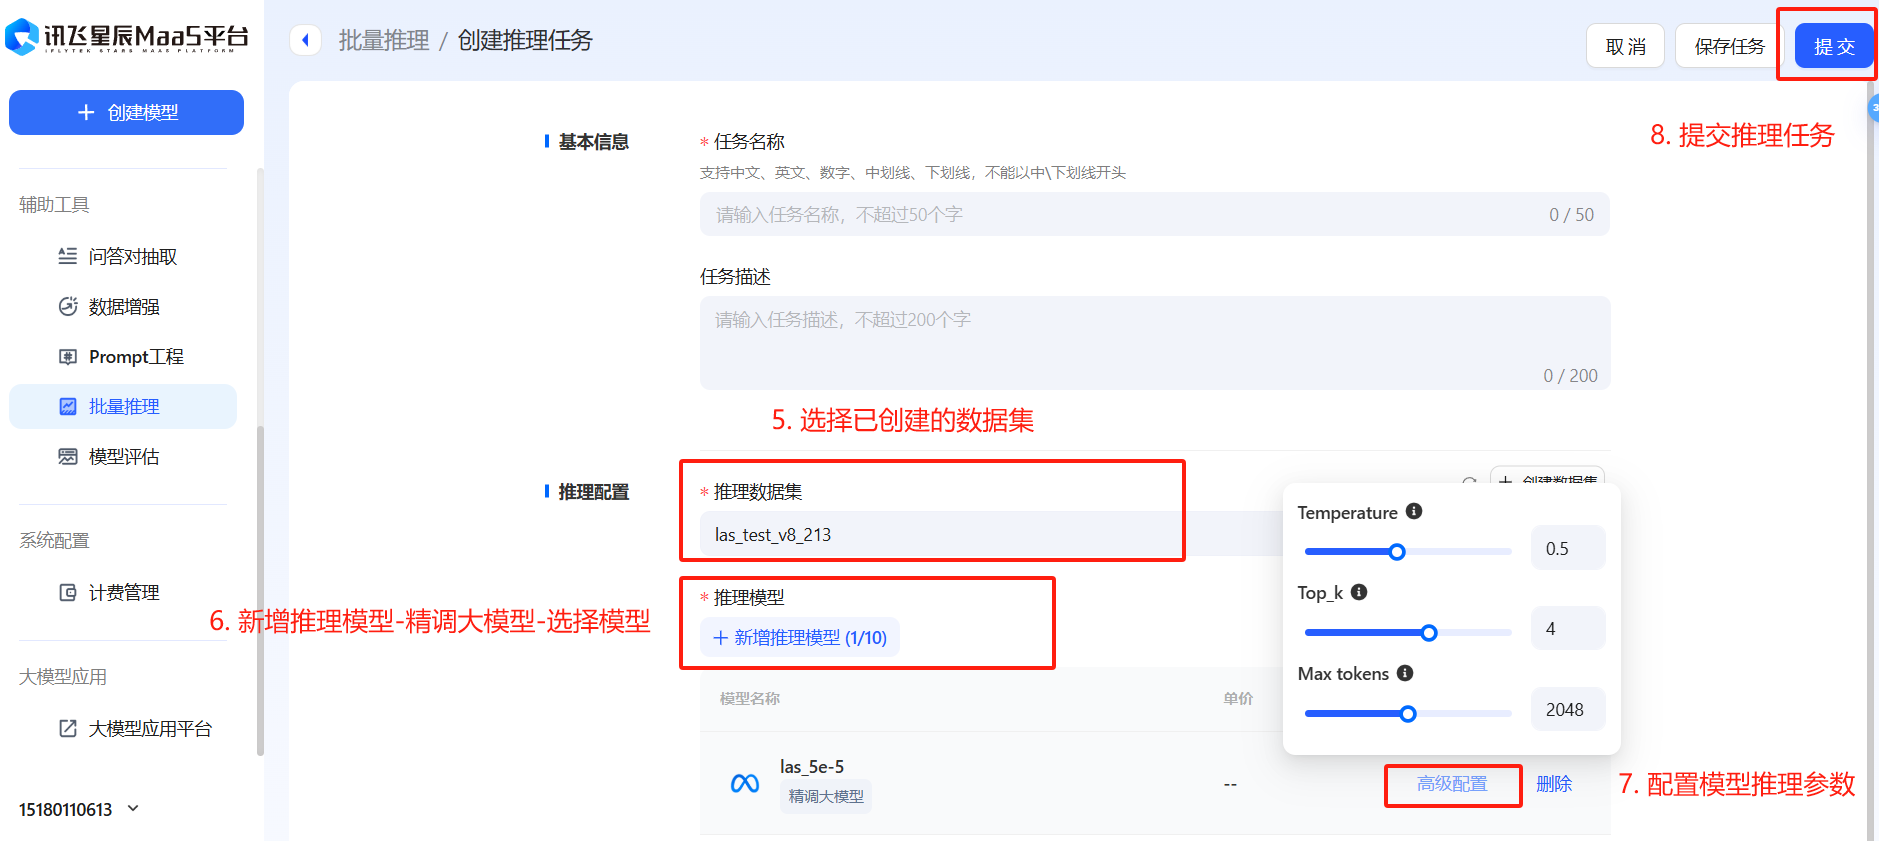 讯飞星辰MaaS平台
IFLYTEK STARS MAAS PLATFORM
批量推理 / 创建推理任务
取 消
保存任务
提 交
+ 创建模型
8. 提交推理任务
基本信息
* 任务名称
支持中文、英文、数字、中划线、下划线，不能以中\下划线开头
请输入任务名称，不超过50个字
0 / 50
辅助工具
问答对抽取
数据增强
Prompt工程
批量推理
模型评估
任务描述
请输入任务描述，不超过200个字
0 / 200
5. 选择已创建的数据集
推理配置
* 推理数据集
+ 创建数据集
las_test_v8_213
Temperature
0.5
Top_k
4
Max tokens
2048
系统配置
计费管理
* 推理模型
6. 新增推理模型-精调大模型-选择模型
+ 新增推理模型 (1/10)
大模型应用
大模型应用平台
模型名称
单价
las_5e-5
精调大模型
--
高级配置
删除
7. 配置模型推理参数
15180110613